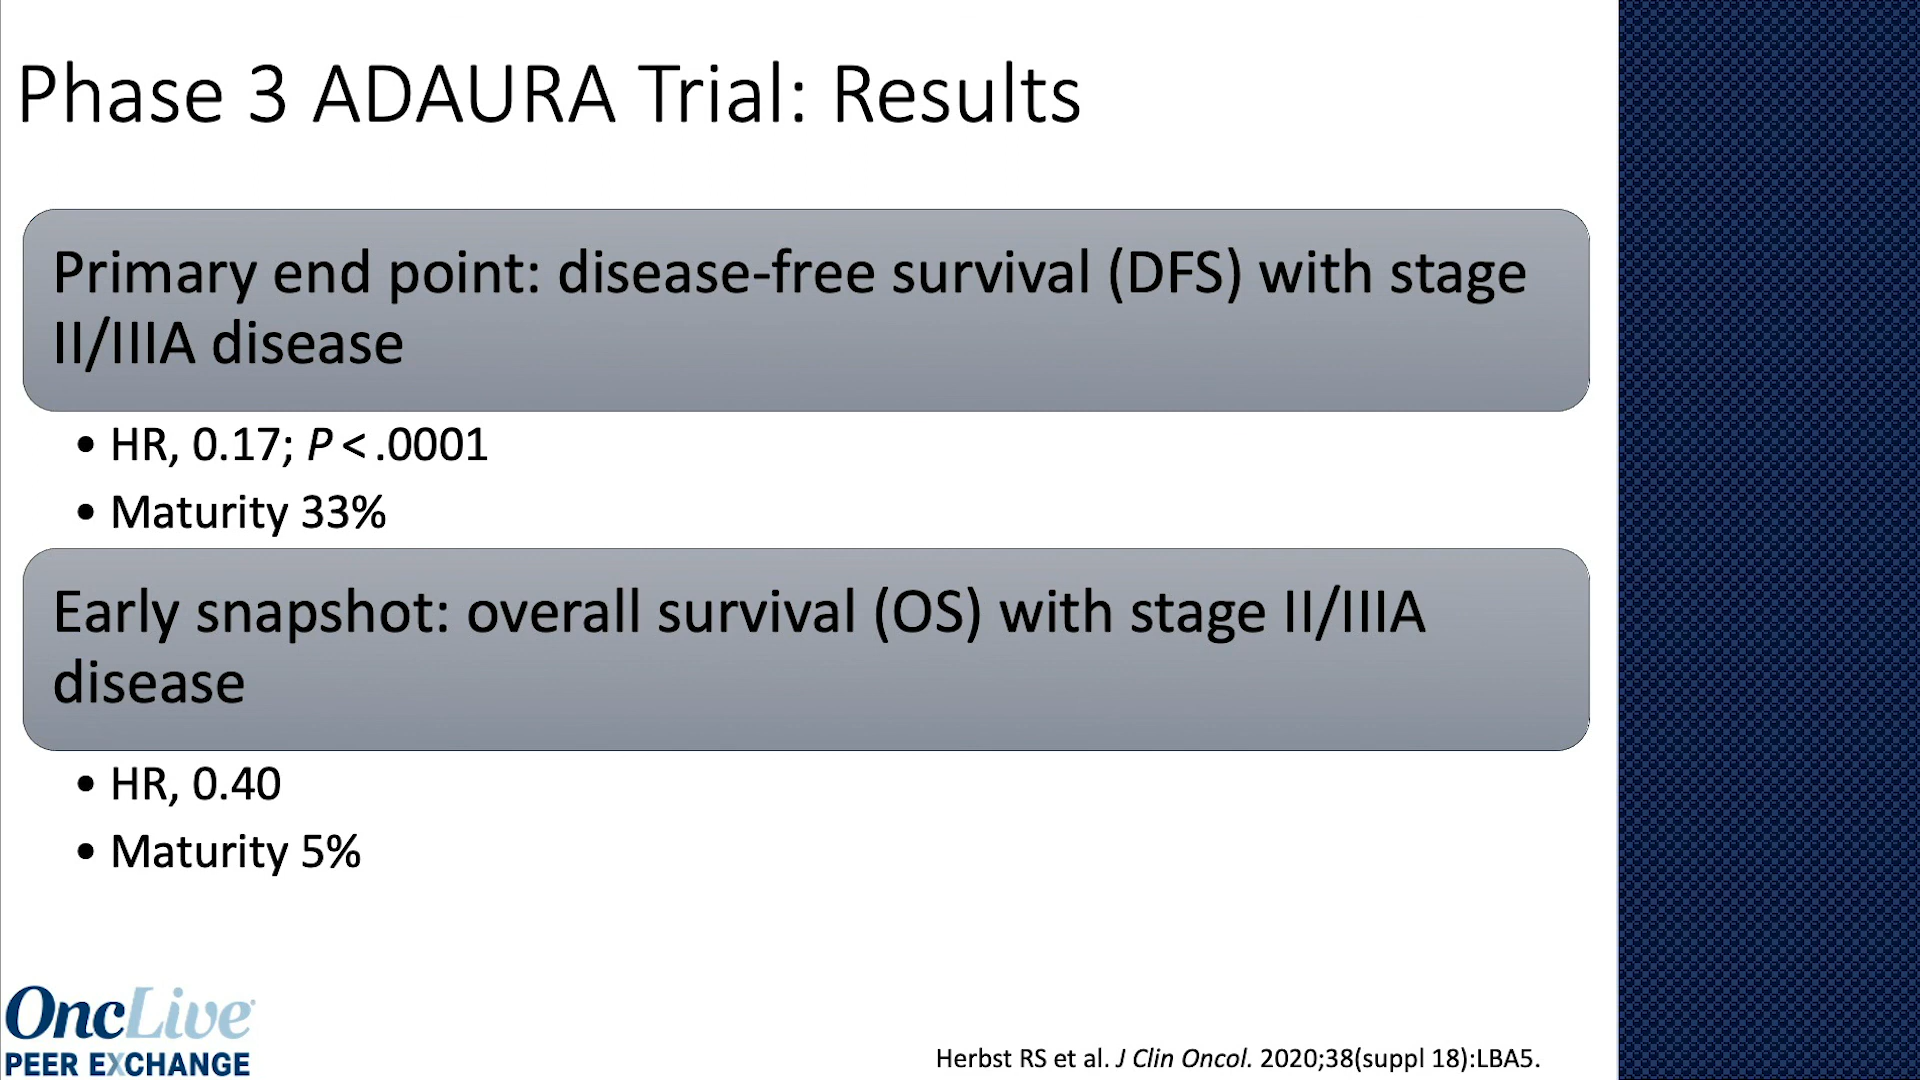 Phase 3 ADAURA Trial: Results
Primary end point: disease-free survival (DFS) with stage
II/IIIA disease
• HR, 0.17; P < .0001
• Maturity 33%
Early snapshot: overall survival (OS) with stage II/IIIA
disease
• HR, 0.40
• Maturity 5%
OncLive
PEER EXCHANGE
Herbst RS et al. J Clin Oncol. 2020;38(suppl 18):LBA5.